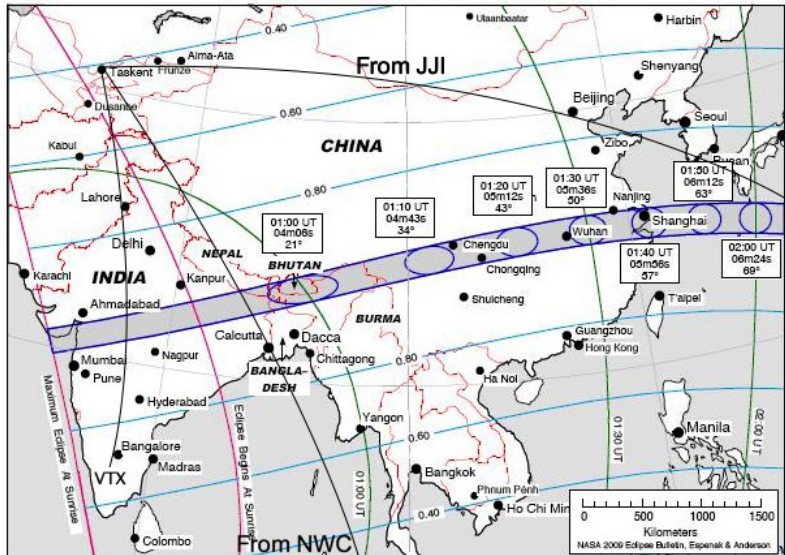 Ulaanbaatar
Harbin
0.40
Alma-Ata
Frunze
Taskent
From JJI
Shenyang
Dusanbe
Beijing
Seoul
0.60
CHINA
Kabul
Zibo
Busan
0.80
Lahore
01:00 UT
04m06s
21°
01:10 UT
04m43s
34°
01:20 UT
05m12s
43°
01:30 UT
05m36s
50°
01:50 UT
06m12s
63°
Nanjing
Shanghai
Wuhan
Delhi
NEPAL
BHUTAN
Chengdu
Chongqing
01:40 UT
05m56s
57°
02:00 UT
06m24s
69°
Karachi
INDIA
Kanpur
Ahmadabad
BURMA
Shuicheng
T'aipei
Calcutta
Dacca
Guangzhou
Hong Kong
Mumbai
Nagpur
Chittagong
Pune
BANGLA-
DESH
0.80
Ha Noi
Hyderabad
Maximum Eclipse At Sunrise
Eclipse Begins At Sunrise
Yangon
01:00 UT
0.60
01:30 UT
02:00 UT
Manila
Bangalore
Madras
VTX
Bangkok
Phnum Pénh
Ho Chi Min
0.40
Colombo
From NWC
0 500 1000 1500
Kilometers
NASA 2009 Eclipse Bulletin, Espenak & Anderson